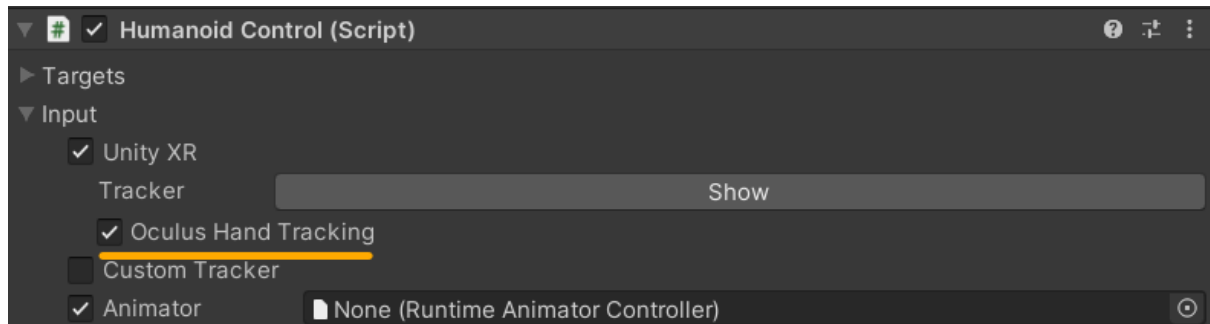 Humanoid Control (Script)
Targets
Input
Unity XR
Tracker Show
Oculus Hand Tracking
Custom Tracker
Animator None (Runtime Animator Controller)